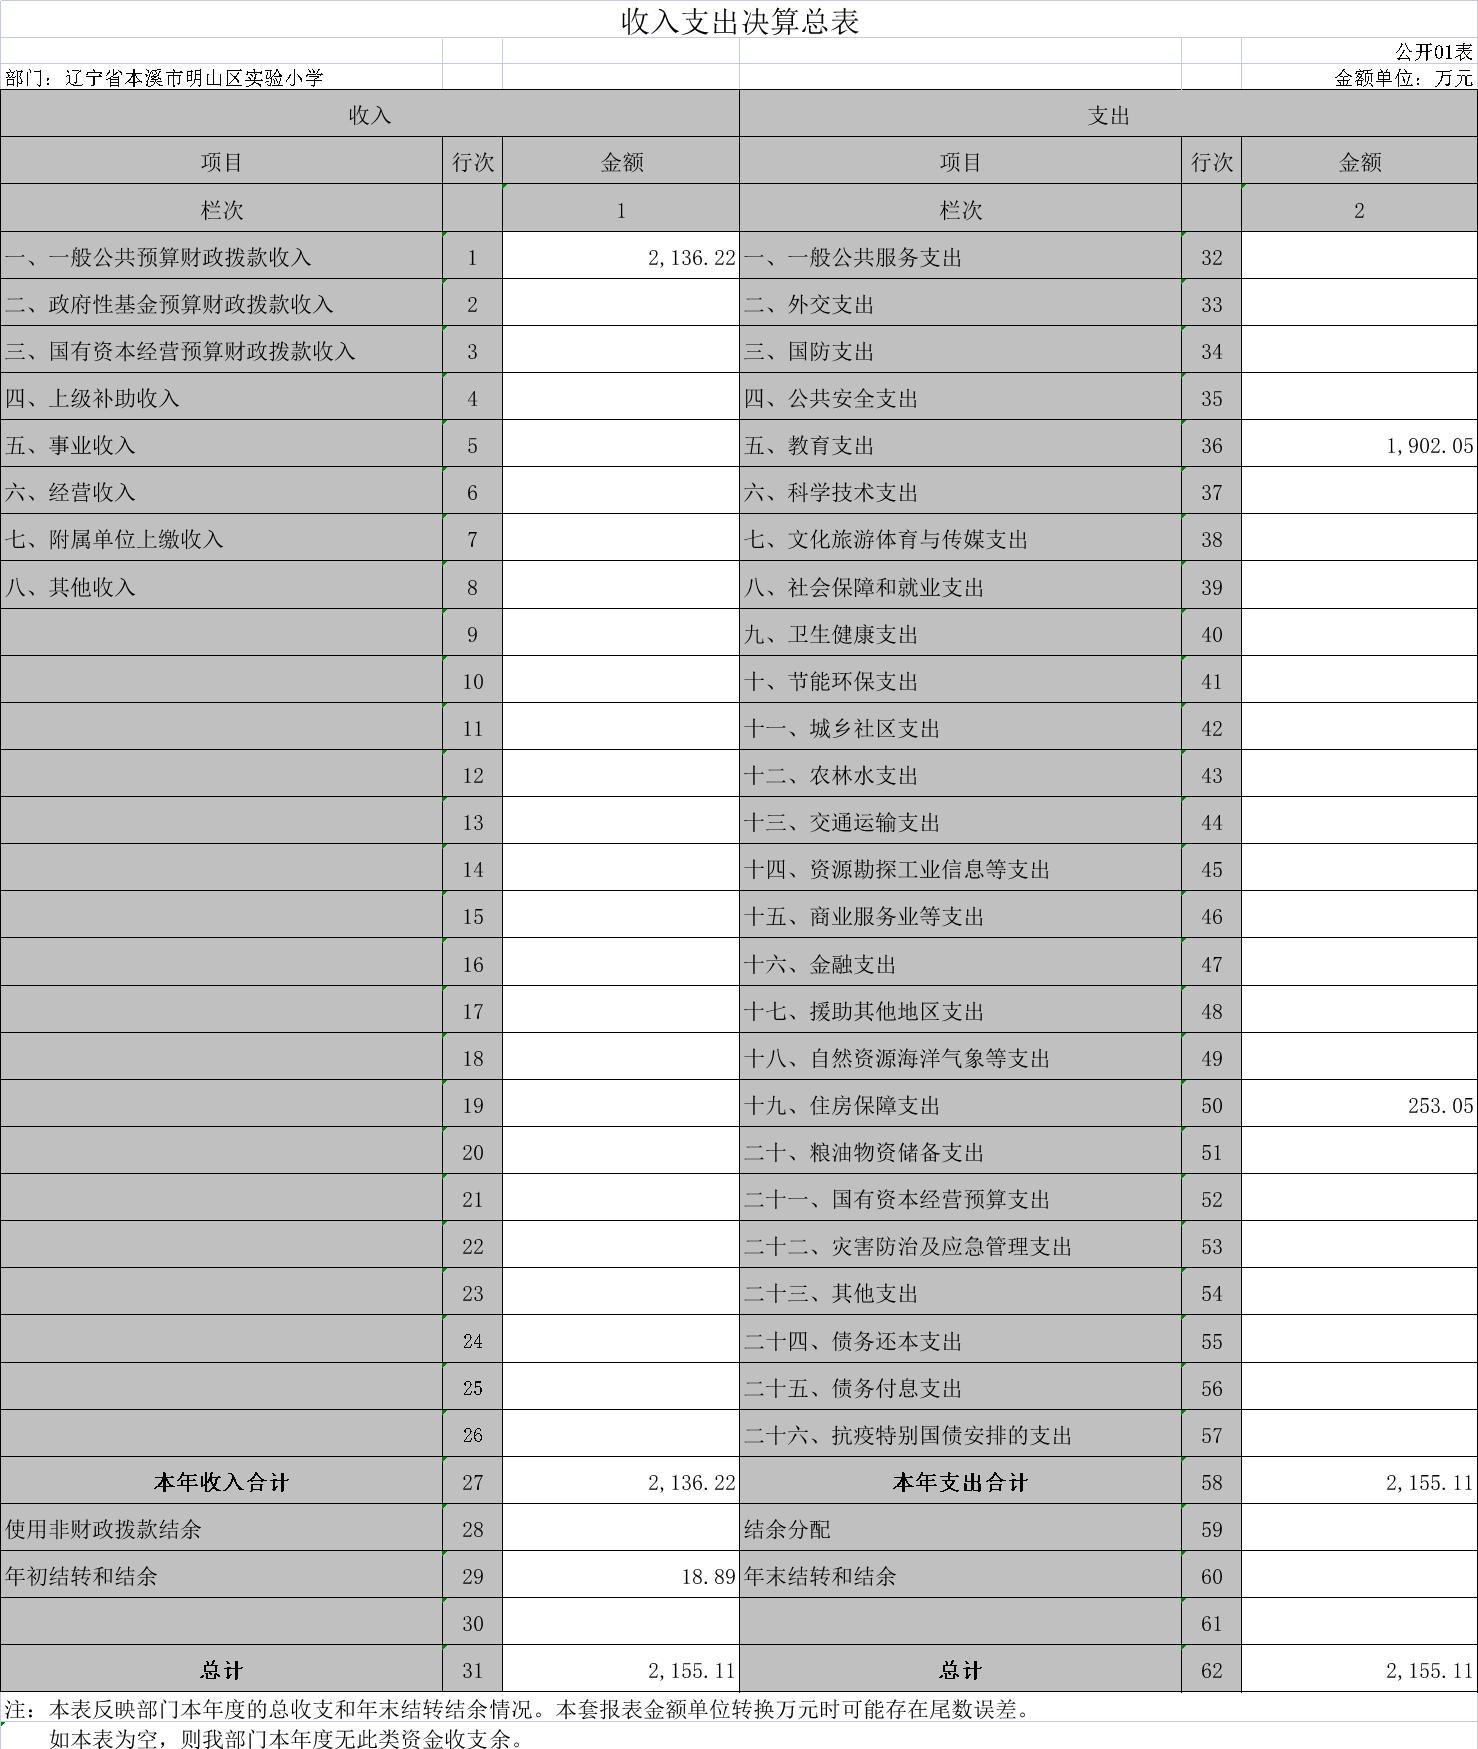 收入支出决算总表
公开01表
部门：辽宁省本溪市明山区实验小学 金额单位：万元
收入 支出
项目 行次 金额 项目 行次 金额
栏次 1 栏次 2
一、一般公共预算财政拨款收入 1 2,136.22 一、一般公共服务支出 32
二、政府性基金预算财政拨款收入 2 二、外交支出 33
三、国有资本经营预算财政拨款收入 3 三、国防支出 34
四、上级补助收入 4 四、公共安全支出 35
五、事业收入 5 五、教育支出 36 1,902.05
六、经营收入 6 六、科学技术支出 37
七、附属单位上缴收入 7 七、文化旅游体育与传媒支出 38
八、其他收入 8 八、社会保障和就业支出 39
9 九、卫生健康支出 40
10 十、节能环保支出 41
11 十一、城乡社区支出 42
12 十二、农林水支出 43
13 十三、交通运输支出 44
14 十四、资源勘探工业信息等支出 45
15 十五、商业服务业等支出 46
16 十六、金融支出 47
17 十七、援助其他地区支出 48
18 十八、自然资源海洋气象等支出 49
19 十九、住房保障支出 50 253.05
20 二十、粮油物资储备支出 51
21 二十一、国有资本经营预算支出 52
22 二十二、灾害防治及应急管理支出 53
23 二十三、其他支出 54
24 二十四、债务还本支出 55
25 二十五、债务付息支出 56
26 二十六、抗疫特别国债安排的支出 57
本年收入合计 27 2,136.22 本年支出合计 58 2,155.11
使用非财政拨款结余 28 结余分配 59
年初结转和结余 29 18.89 年末结转和结余 60
30 61
总计 31 2,155.11 总计 62 2,155.11
注：本表反映部门本年度的总收支和年末结转结余情况。本套报表金额单位转换万元时可能存在尾数误差。
如本表为空，则我部门本年度无此类资金收支余。